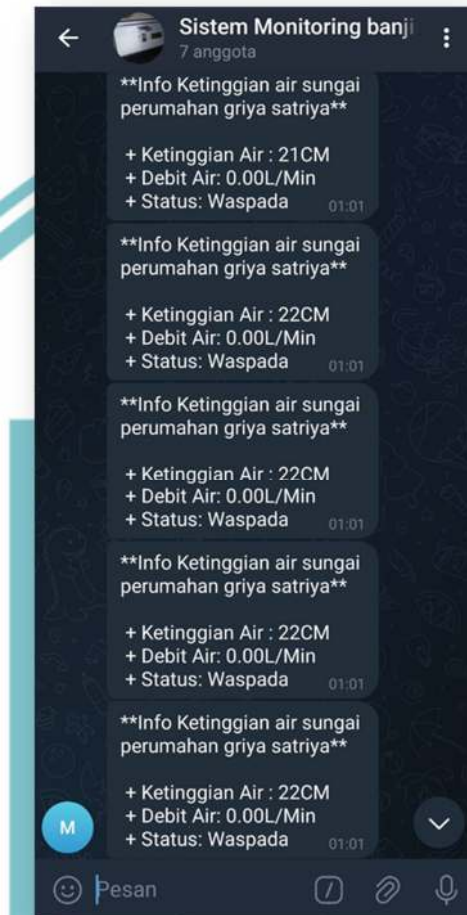 Sistem Monitoring banji
7 anggota
**Info Ketinggian air sungai
perumahan griya satriya**
+ Ketinggian Air : 21CM
+ Debit Air: 0.00L/Min
+ Status: Waspada 01:01
**Info Ketinggian air sungai
perumahan griya satriya**
+ Ketinggian Air : 22CM
+ Debit Air: 0.00L/Min
+ Status: Waspada 01:01
**Info Ketinggian air sungai
perumahan griya satriya**
+ Ketinggian Air : 22CM
+ Debit Air: 0.00L/Min
+ Status: Waspada 01:01
**Info Ketinggian air sungai
perumahan griya satriya**
+ Ketinggian Air : 22CM
+ Debit Air: 0.00L/Min
+ Status: Waspada 01:01
**Info Ketinggian air sungai
perumahan griya satriya**
+ Ketinggian Air : 22CM
+ Debit Air: 0.00L/Min
+ Status: Waspada 01:01
M
Pesan